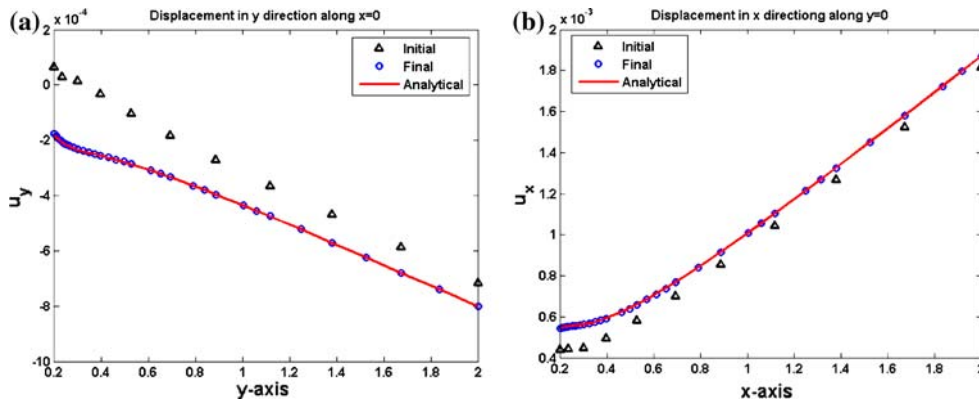 (a)
Displacement in y direction along x=0
x 10⁻⁴
2
0
-2
-4
-6
-8
-10
u_y
0.2 0.4 0.6 0.8 1 1.2 1.4 1.6 1.8 2
y-axis
Initial
Final
Analytical
(b)
Displacement in x directiong along y=0
x 10⁻³
2
1.8
1.6
1.4
1.2
1
0.8
0.6
0.4
u_x
0.2 0.4 0.6 0.8 1 1.2 1.4 1.6 1.8 2
x-axis
Initial
Final
Analytical